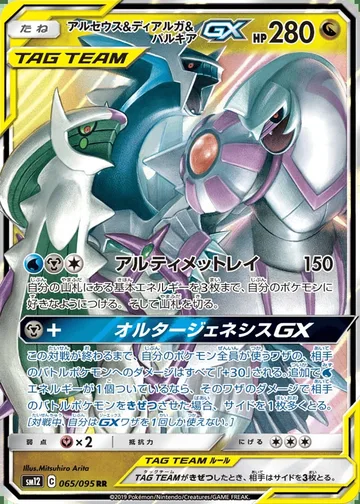 たね
アルセウス&ディアルガ&
パルキア GX HP 280
TAG TEAM
アルティメットレイ 150
自分の山札にある基本エネルギーを3枚まで、自分のポケモンに
好きなようにつける。そして山札を切る。
+ オルタージェネシスGX
この対戦が終わるまで、自分のポケモン全員が使うワザの、相手
のバトルポケモンへのダメージはすべて「+30」される。追加で
エネルギーが1個ついているなら、そのワザのダメージで、相手
のバトルポケモンをきぜつさせた場合、サイドを1枚多くとる。
[対戦中、自分はGXワザを1回しか使えない。]
弱点 ×2 抵抗力 にげる
Illus.Mitsuhiro Arita
TAG TEAM ルール
タッグチーム
TAG TEAMがきぜつしたとき、相手はサイドを3枚とる。
sm12 C 065/095 RR
©2019 Pokémon/Nintendo/Creatures/GAME FREAK.